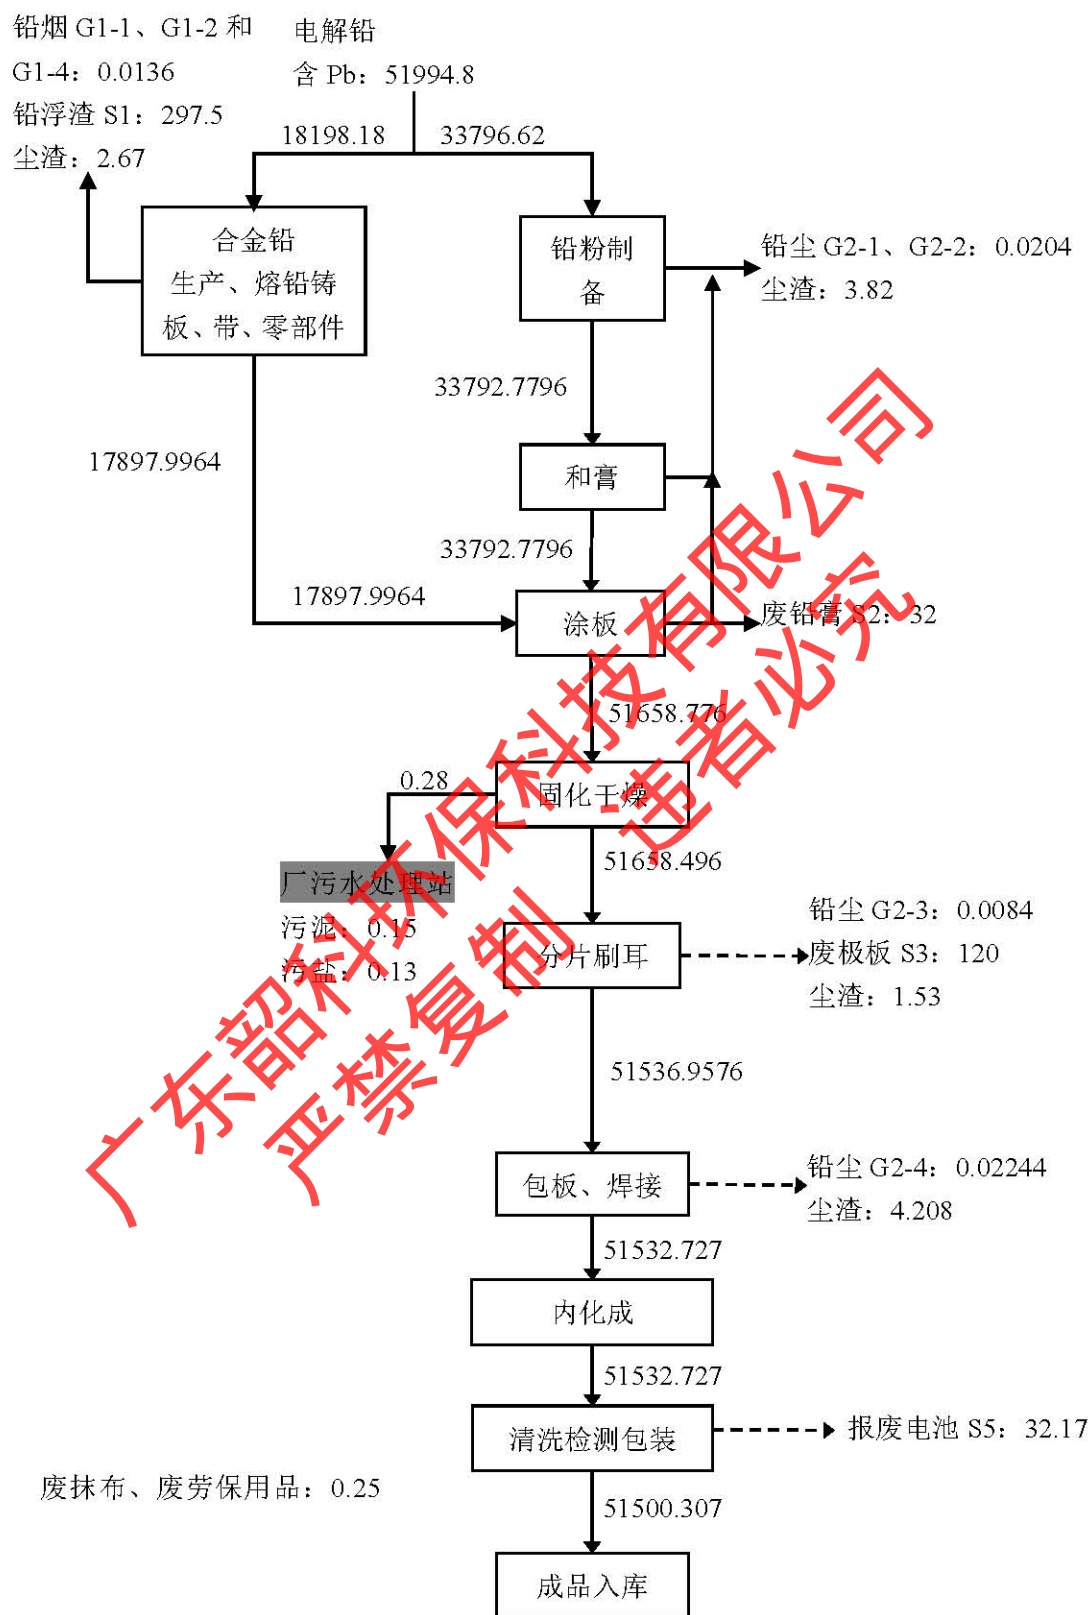 铅烟 G1-1、G1-2 和
G1-4：0.0136
铅浮渣 S1：297.5
尘渣：2.67
电解铅
含 Pb：51994.8
18198.18
33796.62
合金铅
生产、熔铅铸
板、带、零部件
铅粉制
备
铅尘 G2-1、G2-2：0.0204
尘渣：3.82
33792.7796
17897.9964
和膏
33792.7796
17897.9964
涂板
废铅膏 S2：32
51658.776
0.28
固化干燥
51658.496
厂污水处理站
污泥：0.15
污盐：0.13
分片刷耳
铅尘 G2-3：0.0084
废极板 S3：120
尘渣：1.53
51536.9576
包板、焊接
铅尘 G2-4：0.02244
尘渣：4.208
51532.727
内化成
51532.727
清洗检测包装
报废电池 S5：32.17
废抹布、废劳保用品：0.25
51500.307
成品入库
广东韶科环保科技有限公司
严禁复制 违者必究